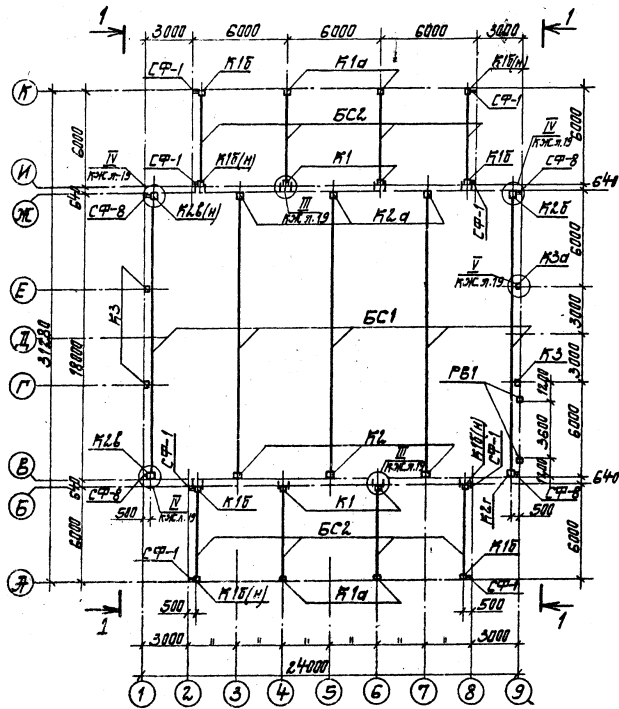 1 1
3000 6000 6000 6000 3000
СФ-1 К1б К1а К1б(н)
К
СФ-1
БС2
6000
6000
IV
КЖ л.19
СФ-1 К1б(н) К1 К1б
IV
КЖ л.19
СФ-8
И
640
640
Ж
СФ-8 К2в(н)
III
КЖ л.19
К2а
СФ-1
К2б
6000
V
КЖ л.19
К3а
Е
К3
3000
БС1
Д
31280
18000
3000
К3
Г
РВ1
1200
3600
6000
К2в
СФ-1
К2
К1б(н)
СФ-1
III
КЖ л.19
1200
В
640
640
Б
СФ-8
IV
КЖ л.19
К1б К1
К2г
СФ-8
500
500
БС2
6000
6000
СФ-1
К1б
А
К1б(н) К1а
СФ-1
1 1
500 500
3000 " " " " " 3000
24000
1 2 3 4 5 6 7 8 9